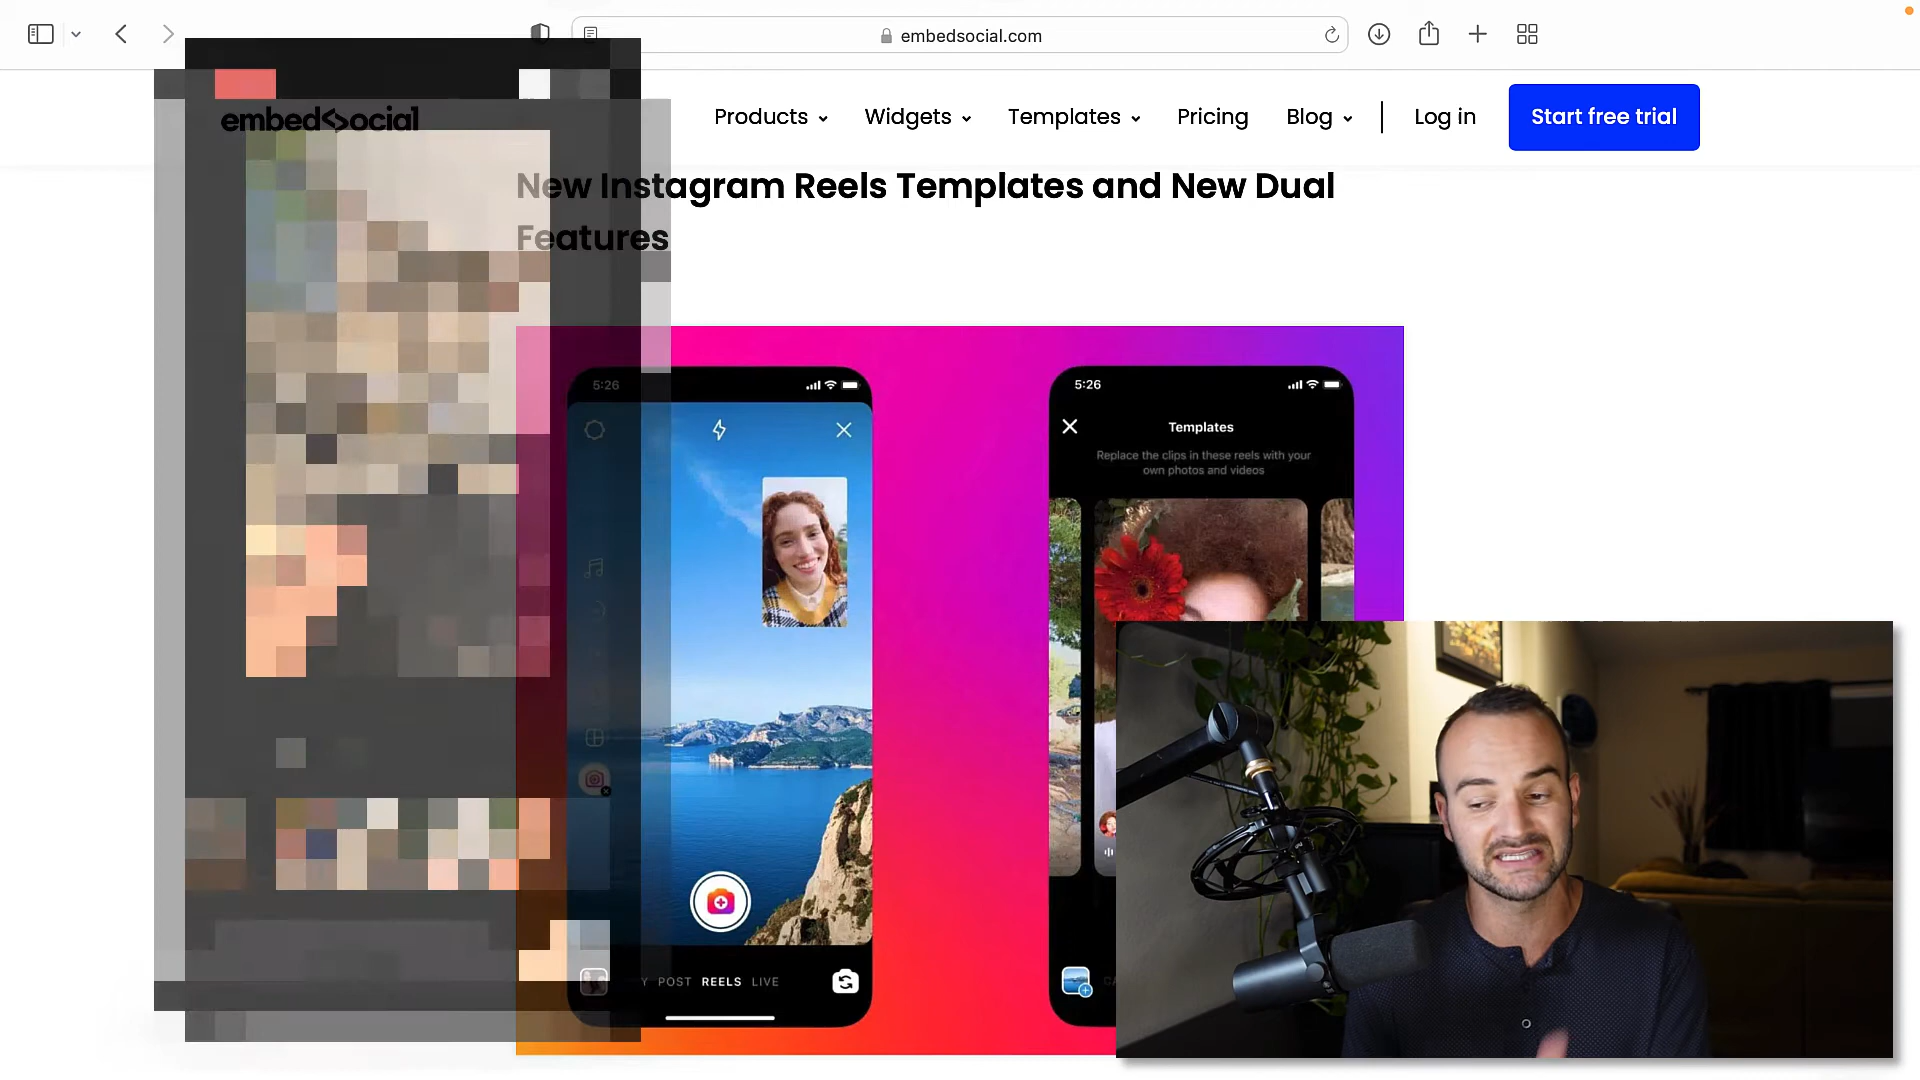 embedsocial.com
embedsocial
Products
Widgets
Templates
Pricing
Blog
Log in
Start free trial
New Instagram Reels Templates and New Dual
Features
5:26
POST REELS LIVE
5:26
Templates
Replace the clips in these reels with your
own photos and videos